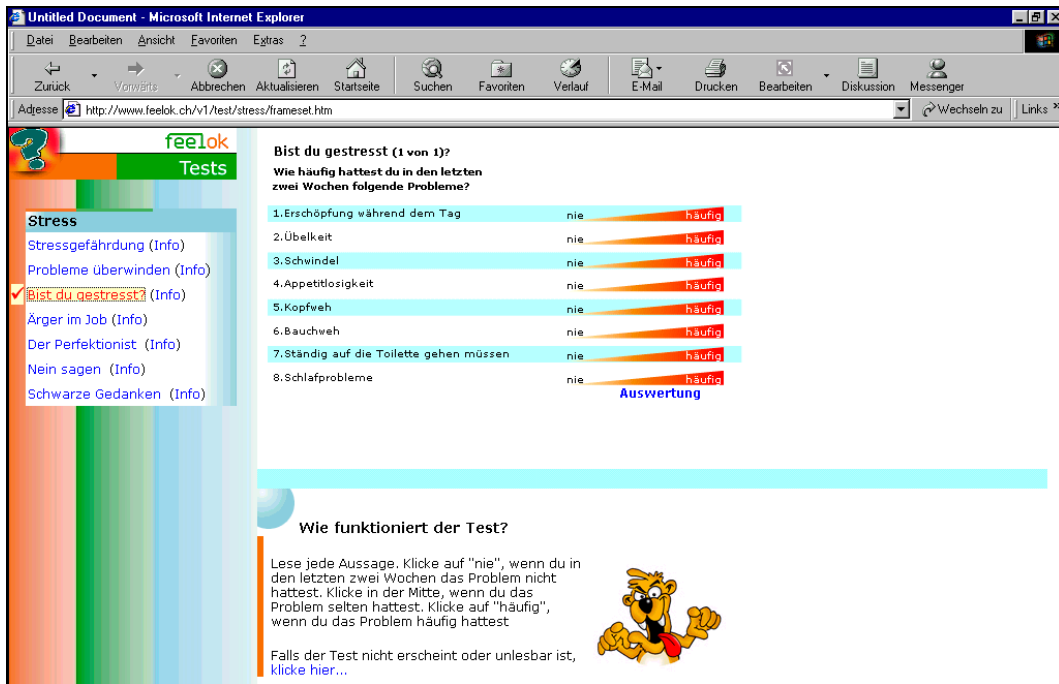 Untitled Document - Microsoft Internet Explorer
Datei Bearbeiten Ansicht Favoriten Extras ?
Zurück Vorwärts Abbrechen Aktualisieren Startseite Suchen Favoriten Verlauf E-Mail Drucken Bearbeiten Diskussion Messenger
Adresse http://www.feelok.ch/v1/test/stress/frameset.htm Wechseln zu Links »
feelok
Tests
Stress
Stressgefährdung (Info)
Probleme überwinden (Info)
Bist du gestresst? (Info)
Ärger im Job (Info)
Der Perfektionist (Info)
Nein sagen (Info)
Schwarze Gedanken (Info)
Bist du gestresst (1 von 1)?
Wie häufig hattest du in den letzten
zwei Wochen folgende Probleme?
1.Erschöpfung während dem Tag nie häufig
2.Übelkeit nie häufig
3.Schwindel nie häufig
4.Appetitlosigkeit nie häufig
5.Kopfweh nie häufig
6.Bauchweh nie häufig
7.Ständig auf die Toilette gehen müssen nie häufig
8.Schlafprobleme nie häufig
Auswertung
Wie funktioniert der Test?
Lese jede Aussage. Klicke auf "nie", wenn du in
den letzten zwei Wochen das Problem nicht
hattest. Klicke in der Mitte, wenn du das
Problem selten hattest. Klicke auf "häufig",
wenn du das Problem häufig hattest
Falls der Test nicht erscheint oder unlesbar ist,
klicke hier...